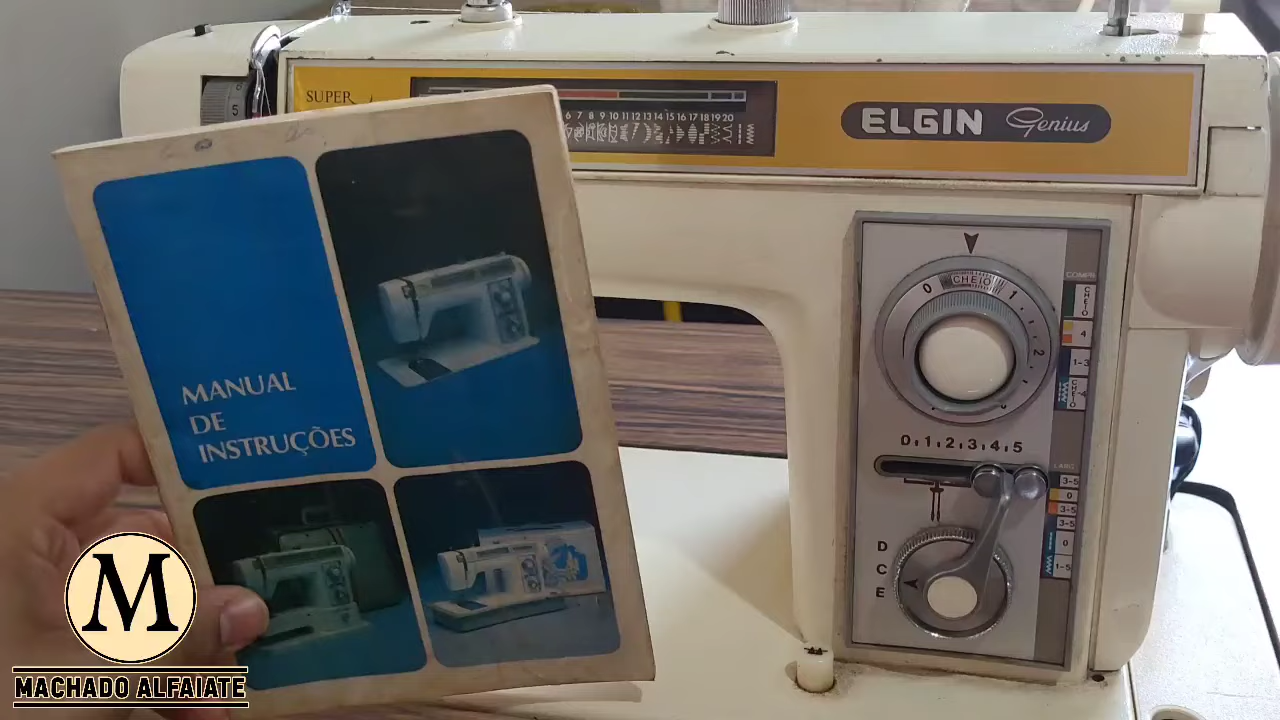 SUPER
5
6 7 8 9 10 11 12 13 14 15 16 17 18 19 20
ELGIN Genius
MANUAL
DE
INSTRUÇÕES
0 CHEIO 1
2
COMPR.
CHEIO
4
1-3
CHEIO
0 1 2 3 4 5
LARG
3-5
0
3-5
3-5
0
1-5
D
C
E
M
MACHADO ALFAIATE